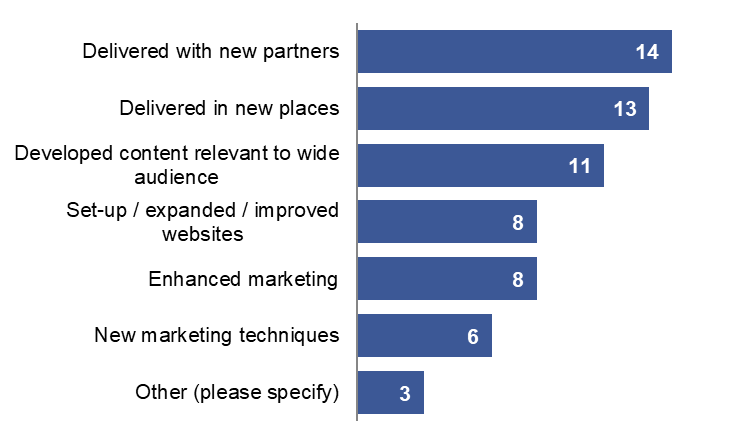 Delivered with new partners
14
Delivered in new places
13
Developed content relevant to wide
audience
11
Set-up / expanded / improved
websites
8
Enhanced marketing
8
New marketing techniques
6
Other (please specify)
3